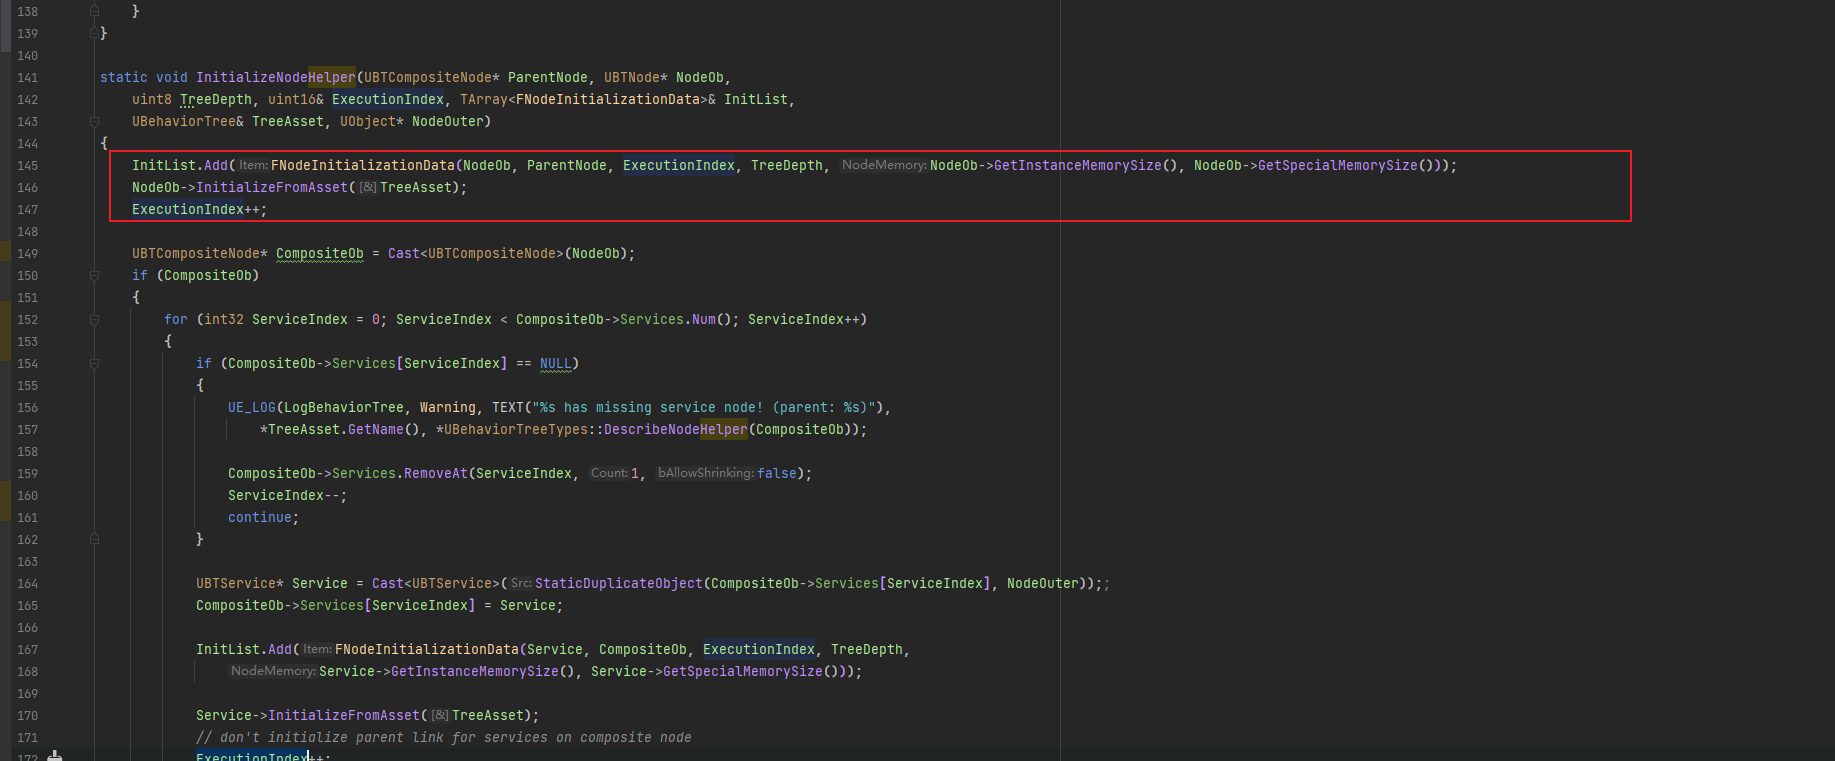 138 }
139 }
140
141 static void InitializeNodeHelper(UBTCompositeNode* ParentNode, UBTNode* NodeOb,
142 uint8 TreeDepth, uint16& ExecutionIndex, TArray<FNodeInitializationData>& InitList,
143 UBehaviorTree& TreeAsset, UObject* NodeOuter)
144 {
145 InitList.Add( Item: FNodeInitializationData(NodeOb, ParentNode, ExecutionIndex, TreeDepth, NodeMemory: NodeOb->GetInstanceMemorySize(), NodeOb->GetSpecialMemorySize()));
146 NodeOb->InitializeFromAsset( [&] TreeAsset);
147 ExecutionIndex++;
148
149 UBTCompositeNode* CompositeOb = Cast<UBTCompositeNode>(NodeOb);
150 if (CompositeOb)
151 {
152 for (int32 ServiceIndex = 0; ServiceIndex < CompositeOb->Services.Num(); ServiceIndex++)
153 {
154 if (CompositeOb->Services[ServiceIndex] == NULL)
155 {
156 UE_LOG(LogBehaviorTree, Warning, TEXT("%s has missing service node! (parent: %s)"),
157 *TreeAsset.GetName(), *UBehaviorTreeTypes::DescribeNodeHelper(CompositeOb));
158
159 CompositeOb->Services.RemoveAt(ServiceIndex, Count: 1, bAllowShrinking: false);
160 ServiceIndex--;
161 continue;
162 }
163
164 UBTService* Service = Cast<UBTService>( Src: StaticDuplicateObject(CompositeOb->Services[ServiceIndex], NodeOuter));;
165 CompositeOb->Services[ServiceIndex] = Service;
166
167 InitList.Add( Item: FNodeInitializationData(Service, CompositeOb, ExecutionIndex, TreeDepth,
168 NodeMemory: Service->GetInstanceMemorySize(), Service->GetSpecialMemorySize()));
169
170 Service->InitializeFromAsset( [&] TreeAsset);
171 // don't initialize parent link for services on composite node
172 ExecutionIndex++;